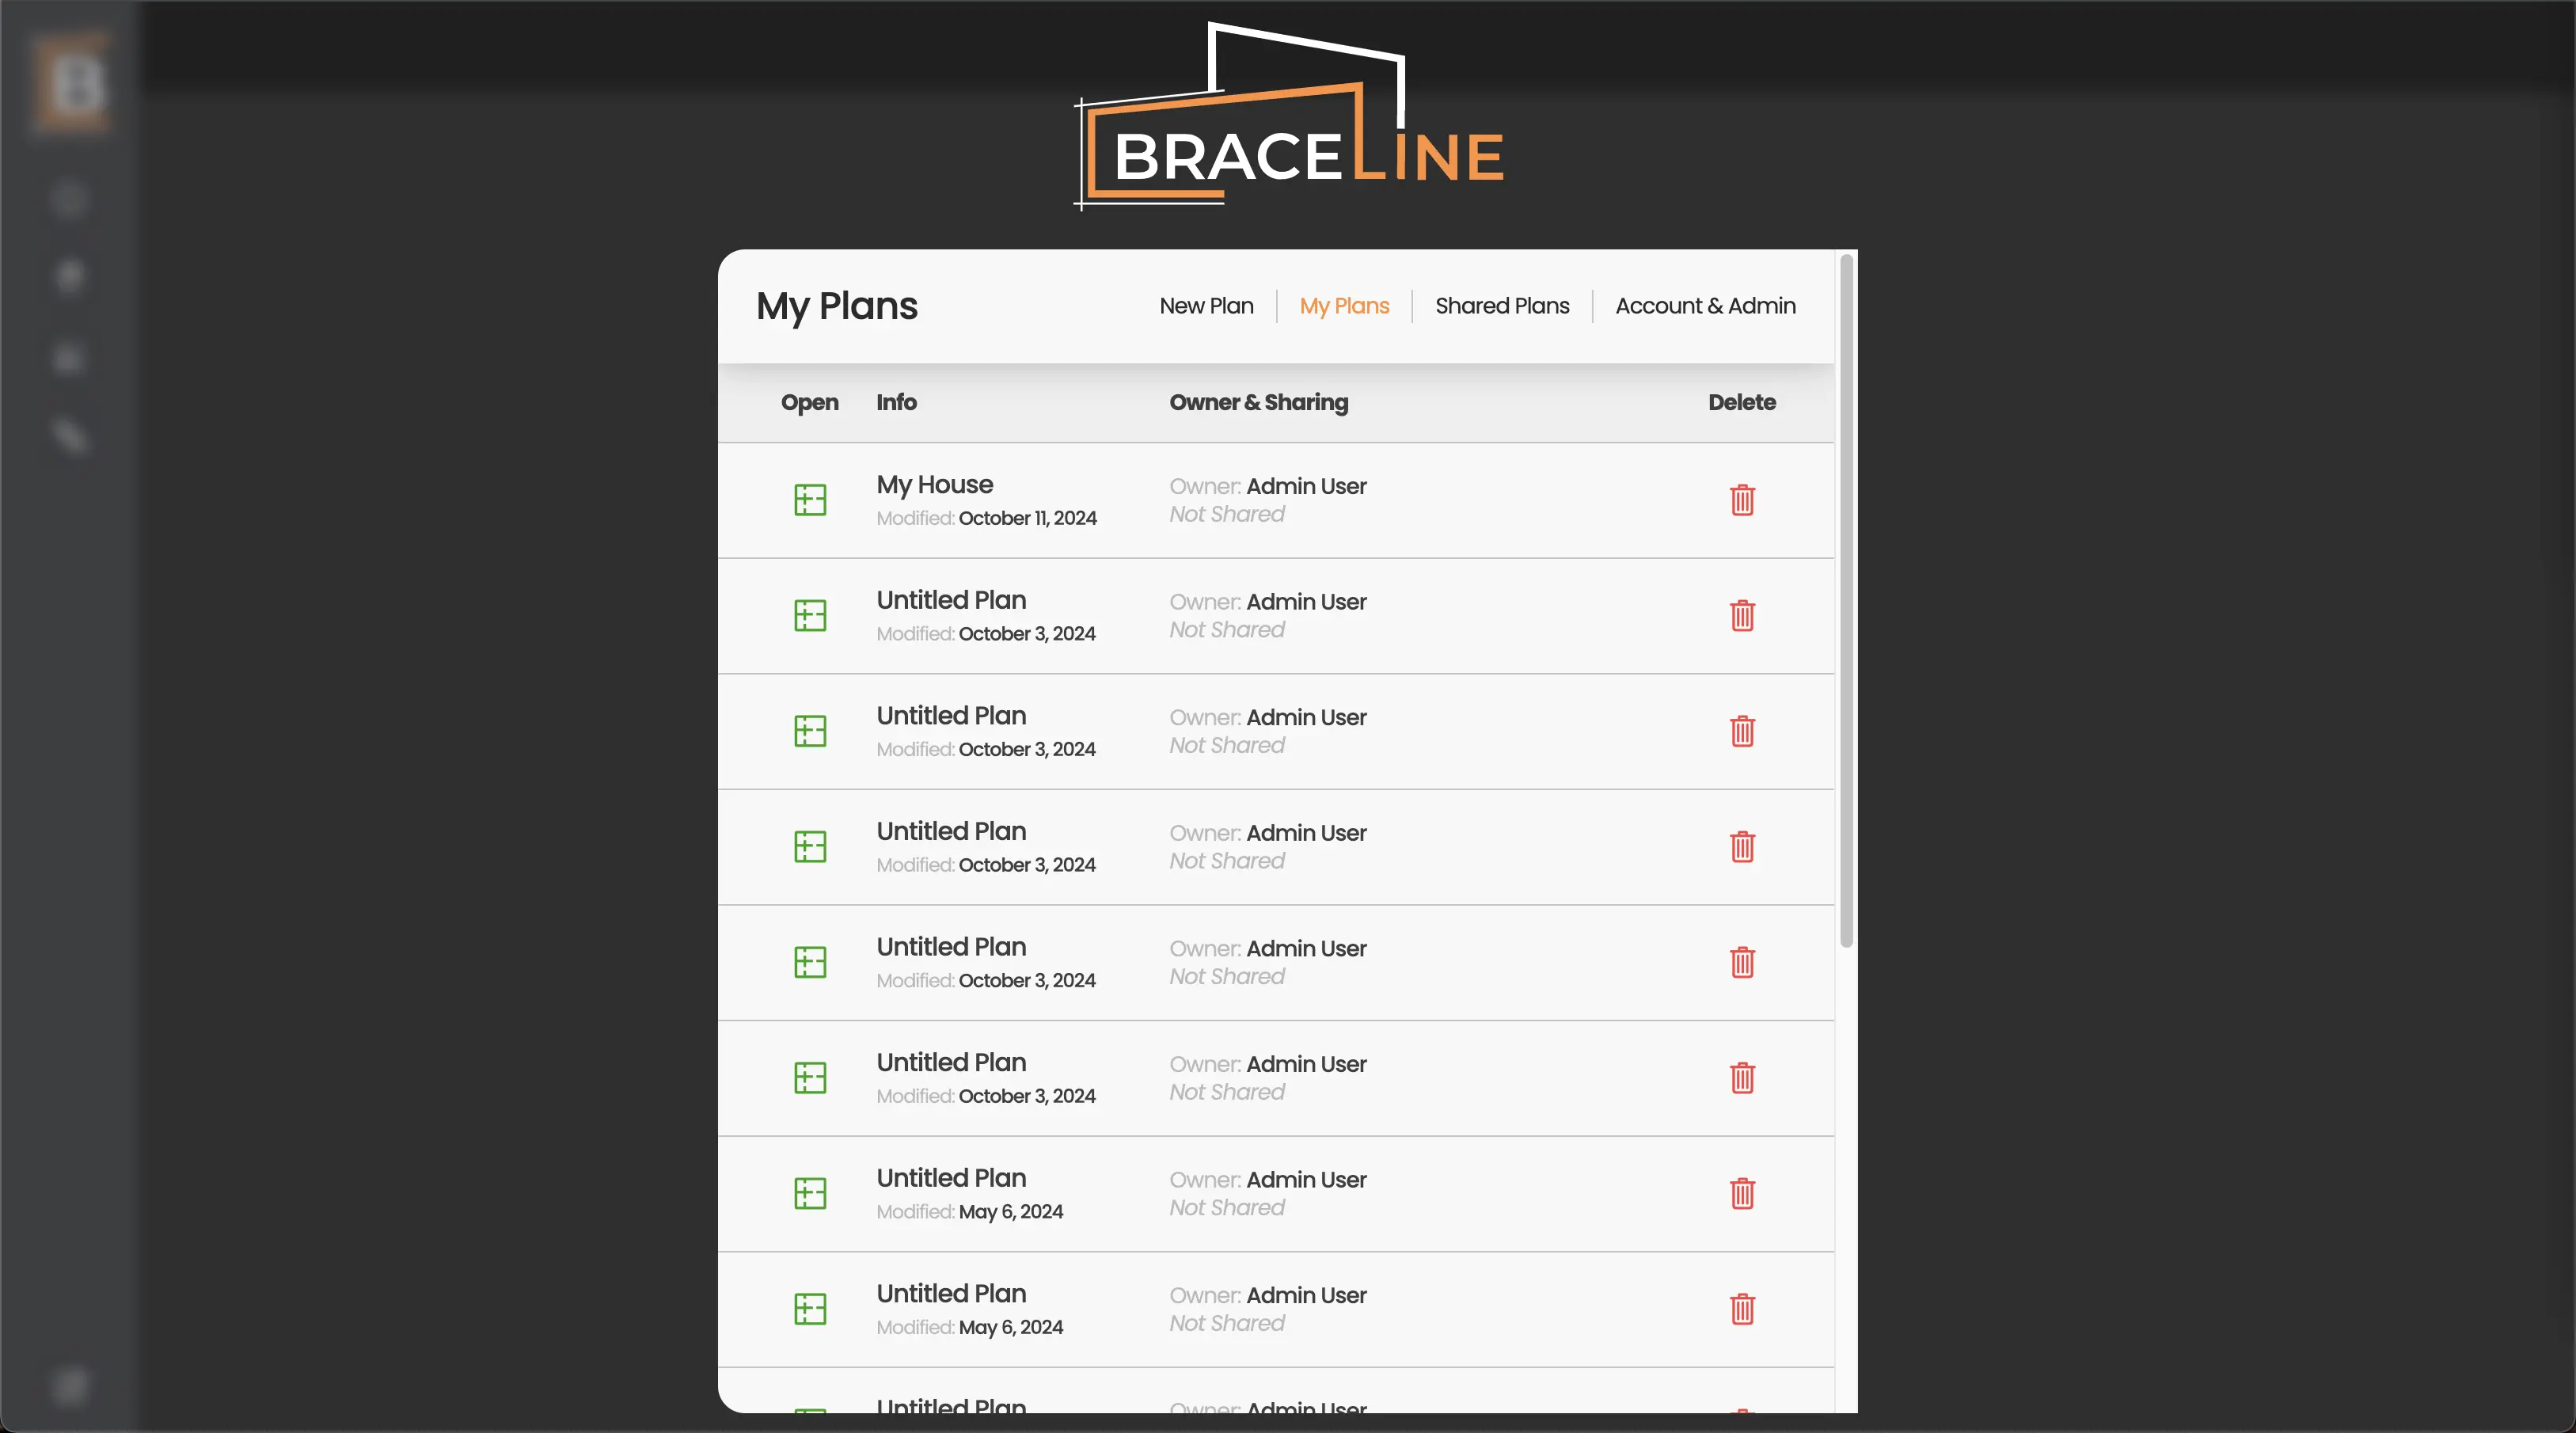 B
BRACELINE
My Plans
New Plan
My Plans
Shared Plans
Account & Admin
Open Info Owner & Sharing Delete
My House
Modified: October 11, 2024
Owner: Admin User
Not Shared
Untitled Plan
Modified: October 3, 2024
Owner: Admin User
Not Shared
Untitled Plan
Modified: October 3, 2024
Owner: Admin User
Not Shared
Untitled Plan
Modified: October 3, 2024
Owner: Admin User
Not Shared
Untitled Plan
Modified: October 3, 2024
Owner: Admin User
Not Shared
Untitled Plan
Modified: October 3, 2024
Owner: Admin User
Not Shared
Untitled Plan
Modified: May 6, 2024
Owner: Admin User
Not Shared
Untitled Plan
Modified: May 6, 2024
Owner: Admin User
Not Shared
Untitled Plan
Owner: Admin User